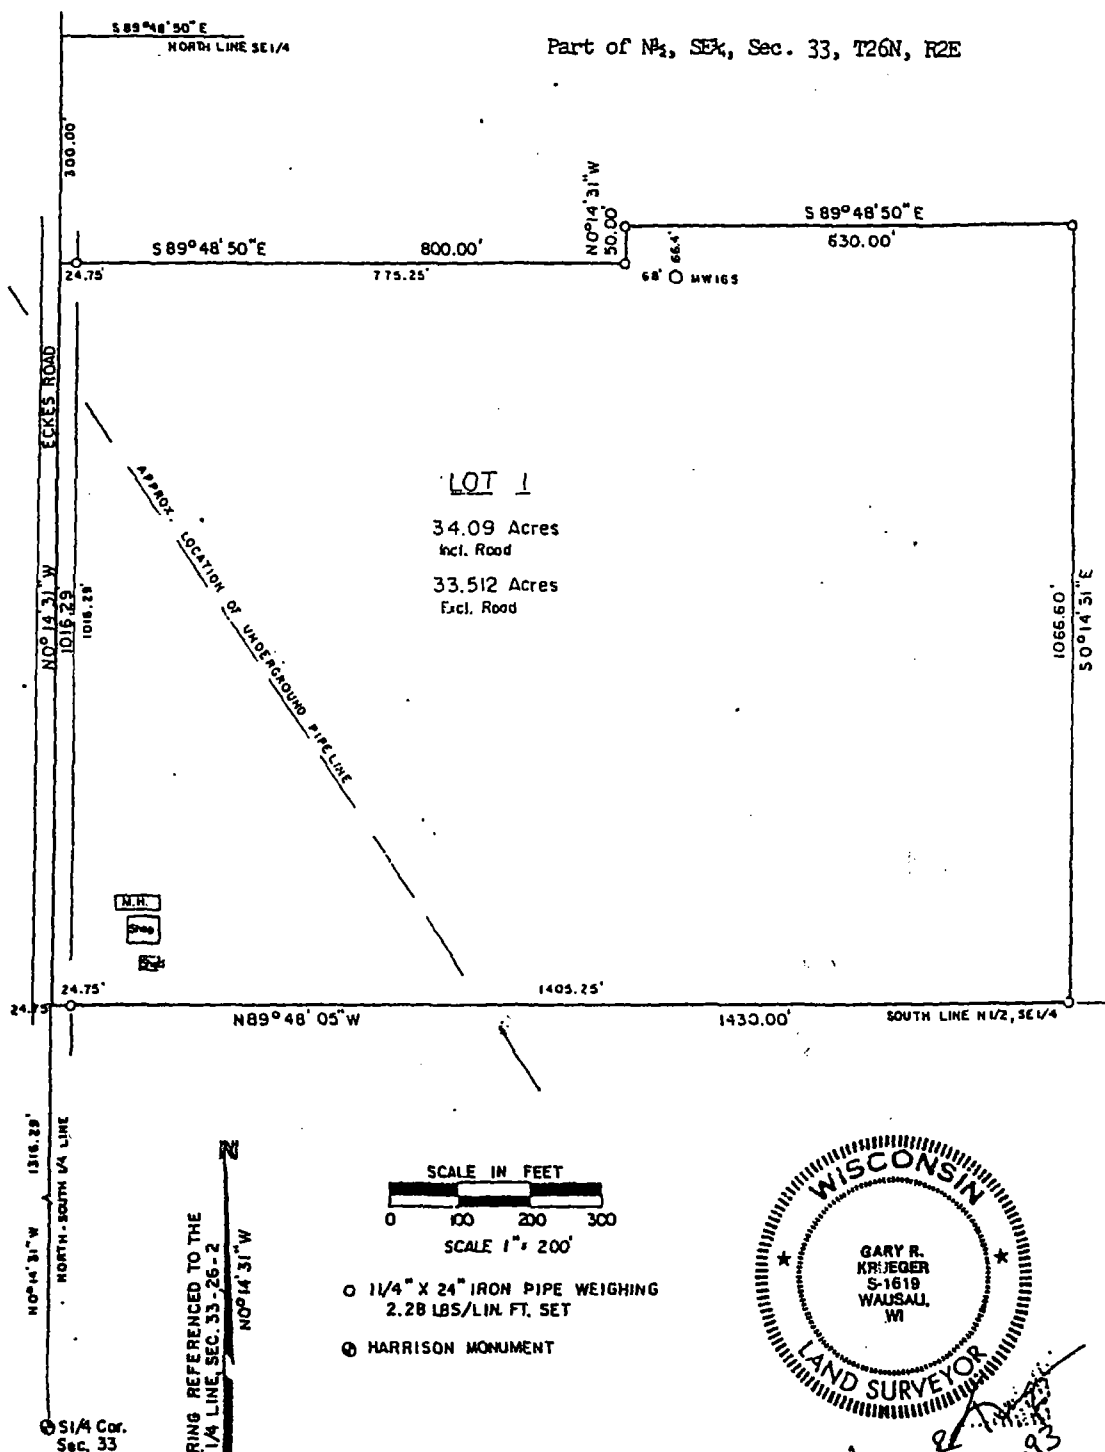 S 89°48'50" E
NORTH LINE SE1/4
Part of N½, SE¼, Sec. 33, T26N, R2E
300.00'
N0°14'31"W
50.00'
S 89°48'50" E
630.00'
S 89°48'50" E
800.00'
24.75'
775.25'
66.4'
68' MW16S
ECKES ROAD
N0°14'31"W
1016.29
1016.29'
APPROX. LOCATION OF UNDERGROUND PIPELINE
LOT 1
34.09 Acres
Incl. Road
33.512 Acres
Excl. Road
1066.60'
S 0°14'31" E
M.H.
Shop
24.75'
24.75'
1405.25'
N89°48'05"W
1430.00'
SOUTH LINE N1/2, SE1/4
N0°14'31"W 1316.29'
NORTH-SOUTH 1/4 LINE
N
RING REFERENCED TO THE
1/4 LINE, SEC. 33-26-2
N0°14'31"W
SCALE IN FEET
0 100 200 300
SCALE 1"= 200'
O 11/4" X 24" IRON PIPE WEIGHING
2.28 LBS/LIN. FT. SET
HARRISON MONUMENT
WISCONSIN
GARY R.
KRUEGER
S-1619
WAUSAU,
WI
LAND SURVEYOR
93
S1/4 Cor.
Sec. 33